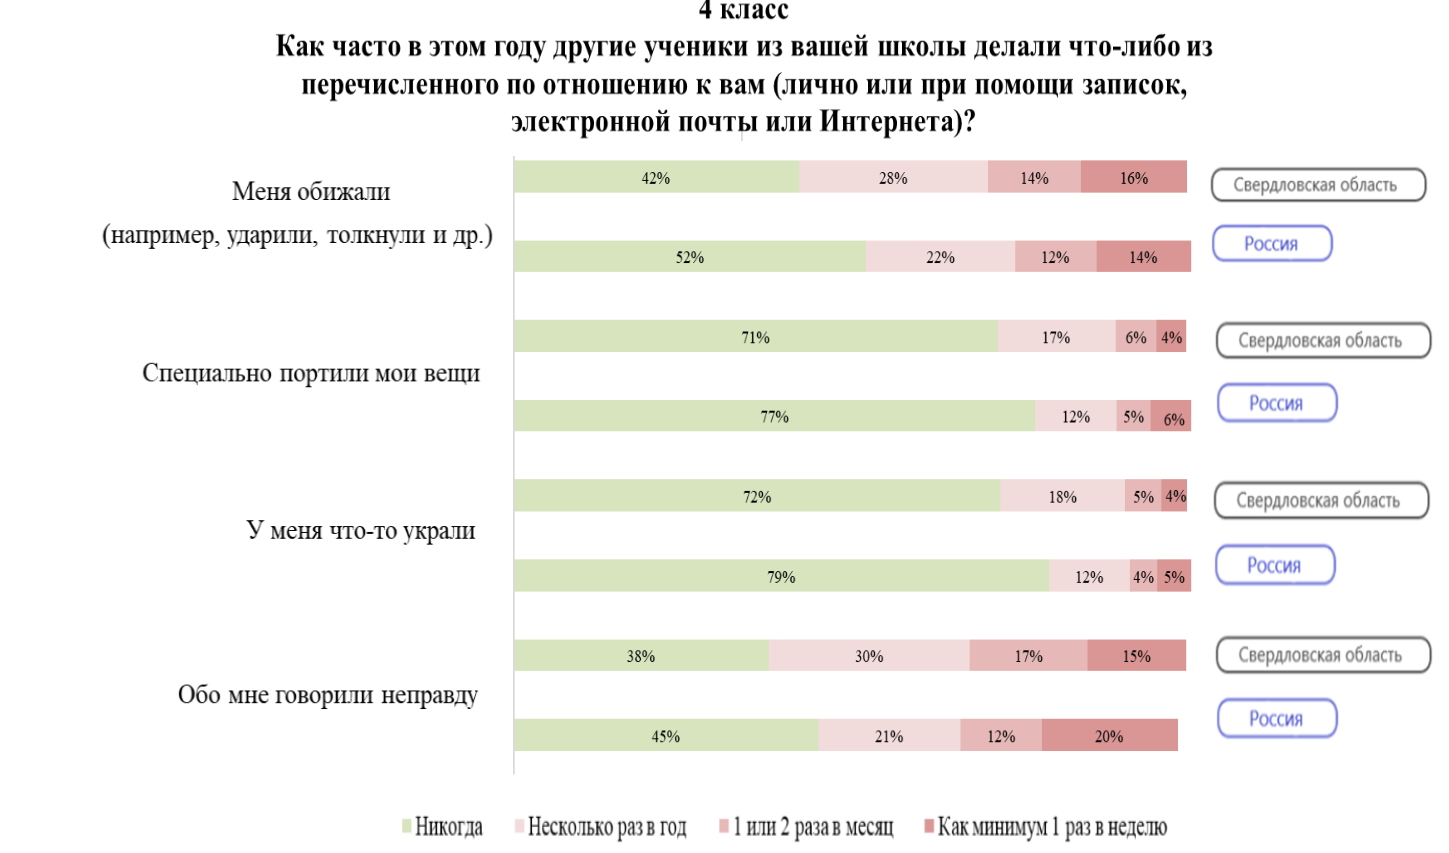 4 класс
Как часто в этом году другие ученики из вашей школы делали что-либо из
перечисленного по отношению к вам (лично или при помощи записок,
электронной почты или Интернета)?
Меня обижали
(например, ударили, толкнули и др.)
42% 28% 14% 16% Свердловская область
52% 22% 12% 14% Россия
Специально портили мои вещи
71% 17% 6% 4% Свердловская область
77% 12% 5% 6% Россия
У меня что-то украли
72% 18% 5% 4% Свердловская область
79% 12% 4% 5% Россия
Обо мне говорили неправду
38% 30% 17% 15% Свердловская область
45% 21% 12% 20% Россия
Никогда Несколько раз в год 1 или 2 раза в месяц Как минимум 1 раз в неделю